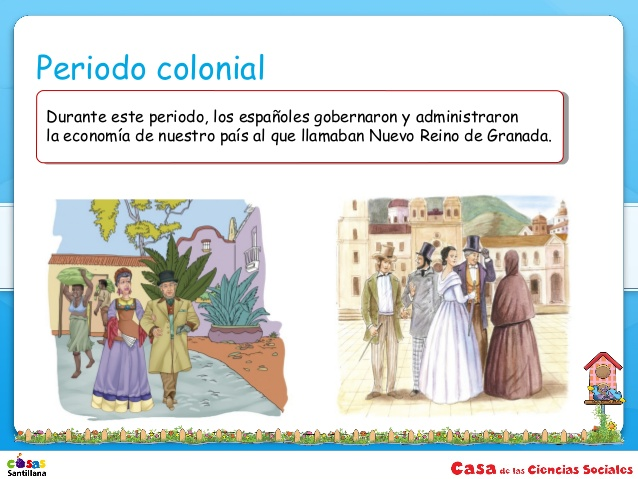 Periodo colonial
Durante este periodo, los españoles gobernaron y administraron
la economía de nuestro país al que llamaban Nuevo Reino de Granada.
cosas
Santillana
Casa de las Ciencias Sociales